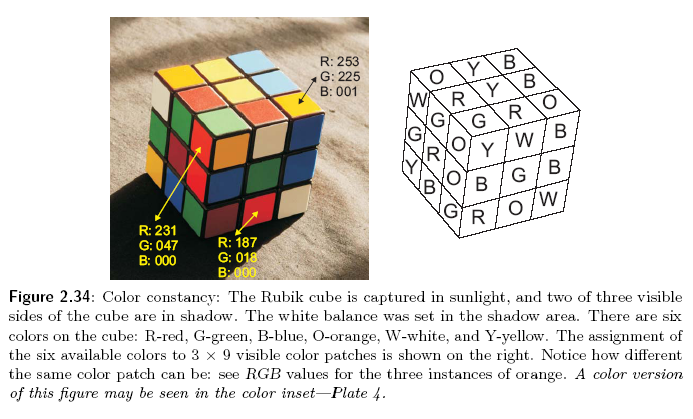 R: 253
G: 225
B: 001
R: 231
G: 047
B: 000
R: 187
G: 018
B: 000
O Y B
R Y B
G R O
W G O
G R O
Y B G
Y W B
B G B
R O W
Figure 2.34: Color constancy: The Rubik cube is captured in sunlight, and two of three visible
sides of the cube are in shadow. The white balance was set in the shadow area. There are six
colors on the cube: R-red, G-green, B-blue, O-orange, W-white, and Y-yellow. The assignment of
the six available colors to 3 × 9 visible color patches is shown on the right. Notice how different
the same color patch can be: see RGB values for the three instances of orange. A color version
of this figure may be seen in the color inset—Plate 4.